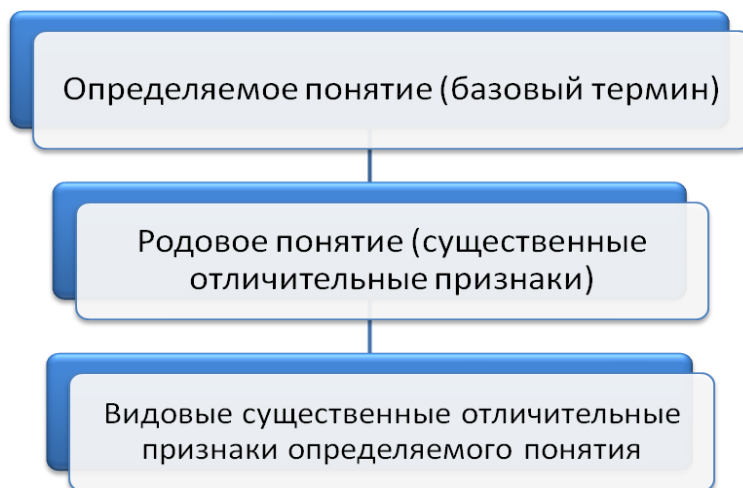 Определяемое понятие (базовый термин)
Родовое понятие (существенные
отличительные признаки)
Видовые существенные отличительные
признаки определяемого понятия